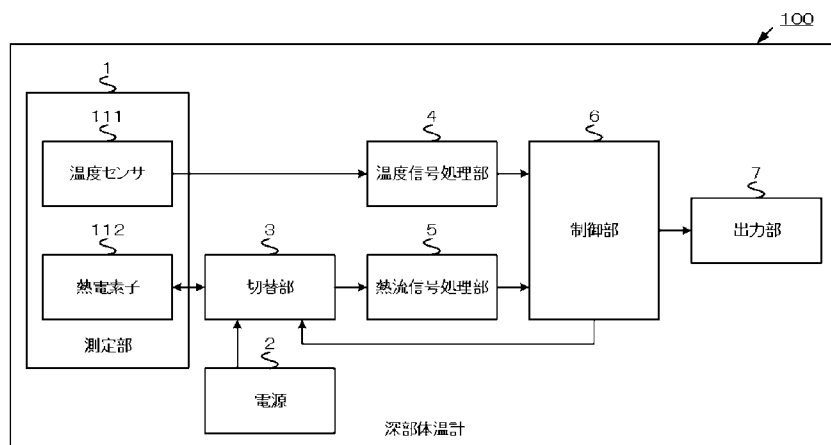 100
1
111
温度センサ
4
温度信号処理部
6
制御部
7
出力部
112
熱電素子
3
切替部
5
熱流信号処理部
測定部
2
電源
深部体温計